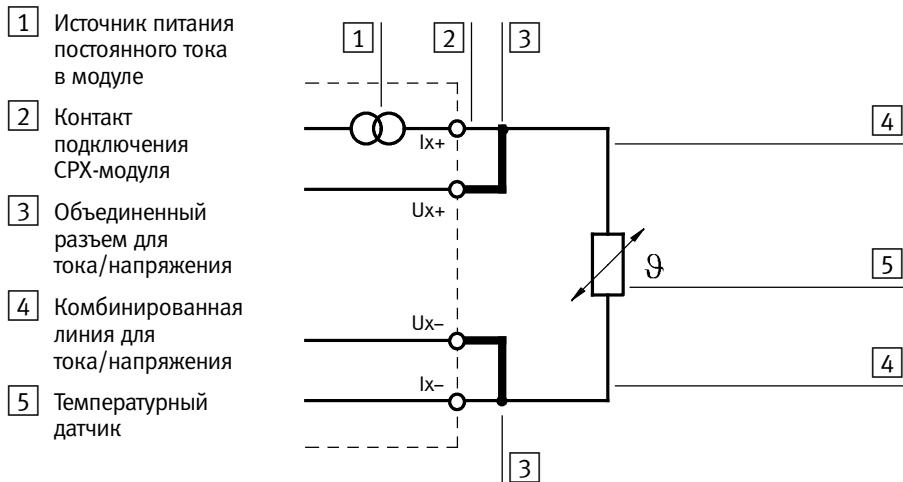 1 Источник питания
постоянного тока
в модуле
2 Контакт
подключения
CPX-модуля
3 Объединенный
разъем для
тока/напряжения
4 Комбинированная
линия для
тока/напряжения
5 Температурный
датчик
1 2 3
Ix+
4
Ux+
ϑ
5
Ux–
4
Ix–
3